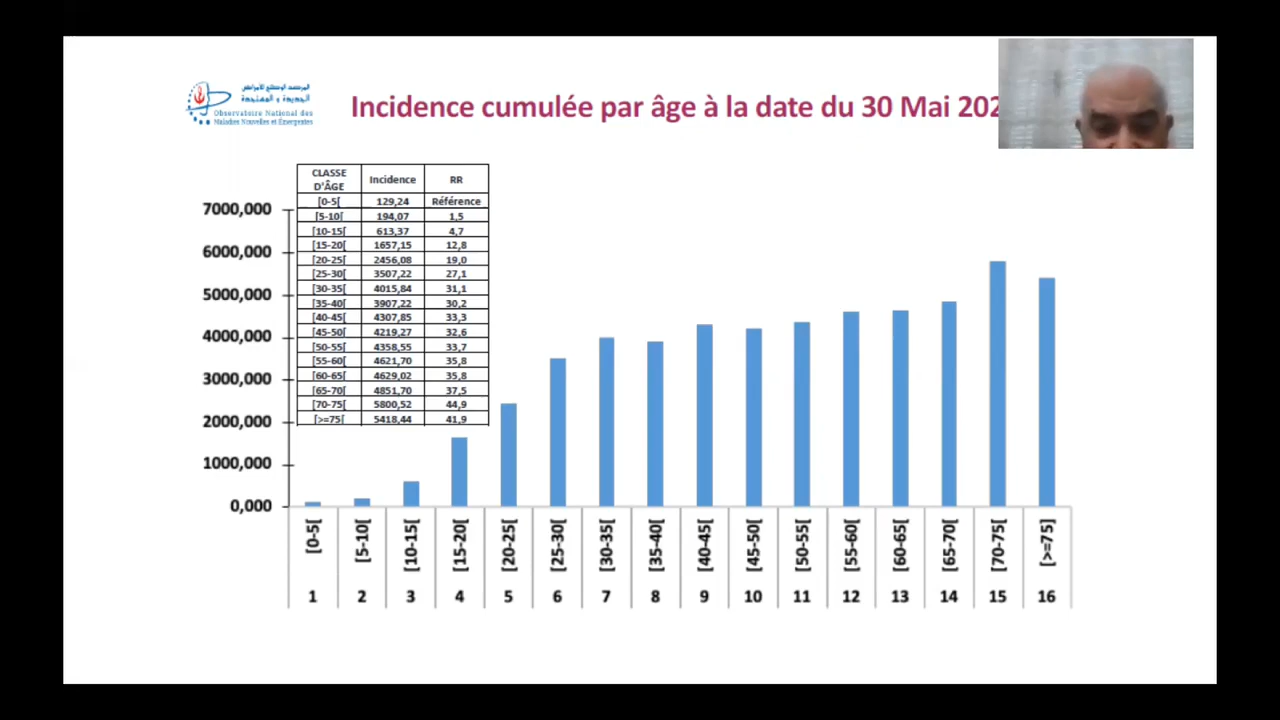 المرصد الوطني للأمراض
الجديدة و المستجدة
Observatoire National des
Maladies Nouvelles et Emergentes
Incidence cumulée par âge à la date du 30 Mai 202
CLASSE D'ÂGE Incidence RR
[0-5[ 129,24 Référence
[5-10[ 194,07 1,5
[10-15[ 613,37 4,7
[15-20[ 1657,15 12,8
[20-25[ 2456,08 19,0
[25-30[ 3507,22 27,1
[30-35[ 4015,84 31,1
[35-40[ 3907,22 30,2
[40-45[ 4307,85 33,3
[45-50[ 4219,27 32,6
[50-55[ 4358,55 33,7
[55-60[ 4621,70 35,8
[60-65[ 4629,02 35,8
[65-70[ 4851,70 37,5
[70-75[ 5800,52 44,9
[>=75[ 5418,44 41,9
7000,000
6000,000
5000,000
4000,000
3000,000
2000,000
1000,000
0,000
[0-5[ [5-10[ [10-15[ [15-20[ [20-25[ [25-30[ [30-35[ [35-40[ [40-45[ [45-50[ [50-55[ [55-60[ [60-65[ [65-70[ [70-75[ [>=75]
1 2 3 4 5 6 7 8 9 10 11 12 13 14 15 16